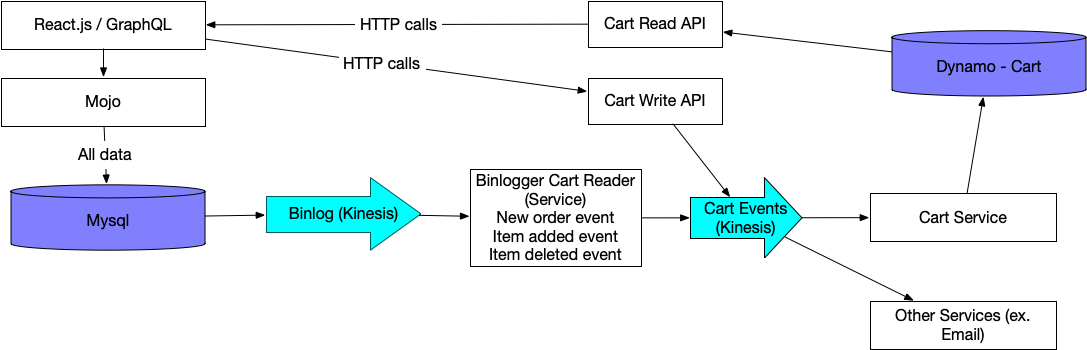 React.js / GraphQL
HTTP calls
Cart Read API
HTTP calls
Dynamo - Cart
Mojo
Cart Write API
All data
Mysql
Binlog (Kinesis)
Binlogger Cart Reader
(Service)
New order event
Item added event
Item deleted event
Cart Events
(Kinesis)
Cart Service
Other Services (ex.
Email)